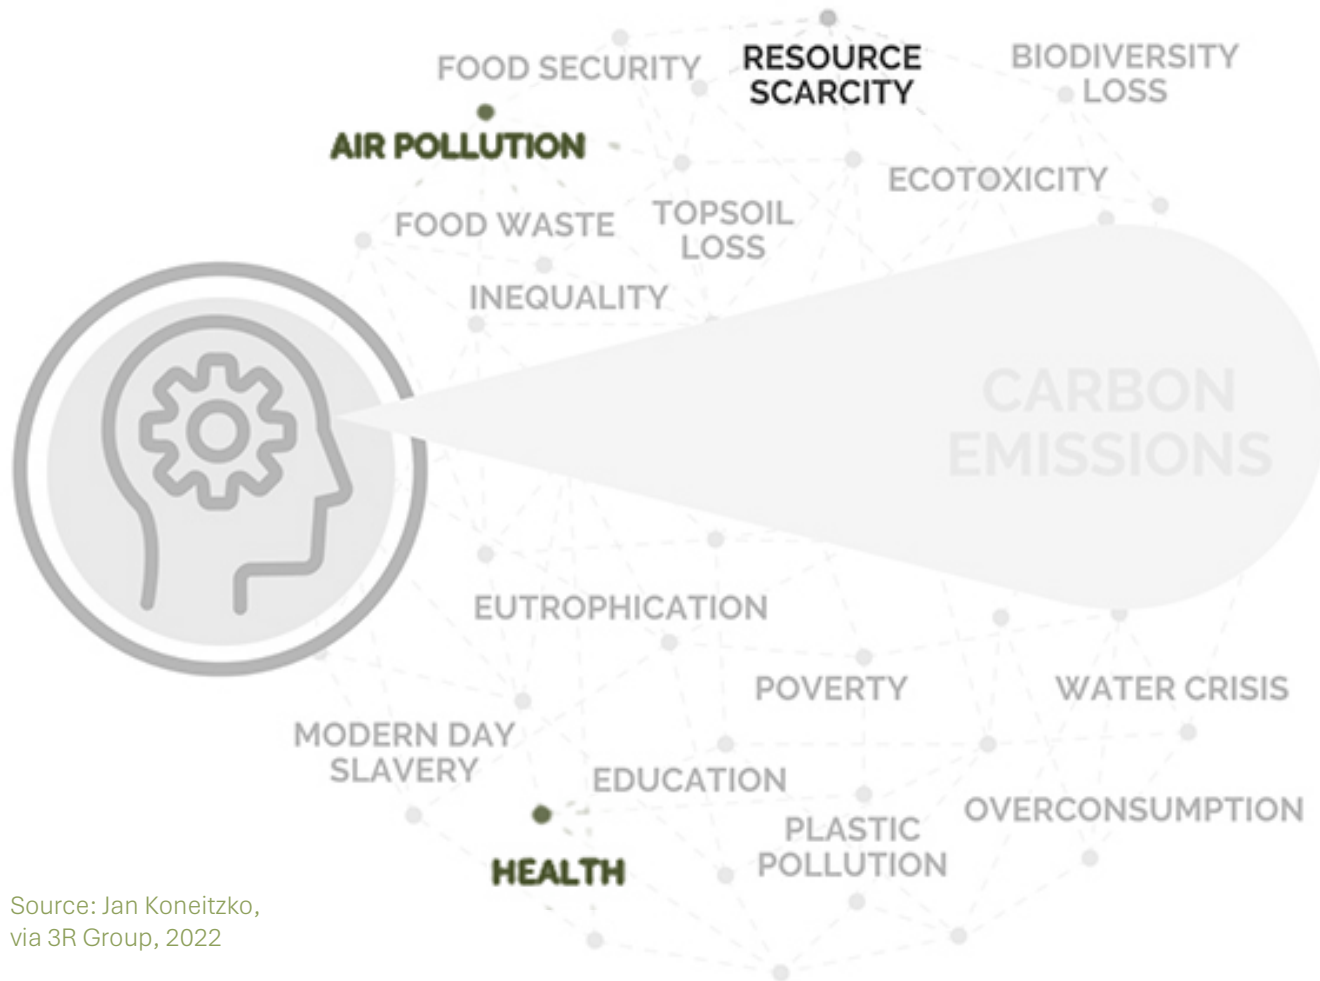 FOOD SECURITY
RESOURCE
SCARCITY
BIODIVERSITY
LOSS
AIR POLLUTION
ECOTOXICITY
FOOD WASTE
TOPSOIL
LOSS
INEQUALITY
CARBON
EMISSIONS
EUTROPHICATION
POVERTY
WATER CRISIS
MODERN DAY
SLAVERY
EDUCATION
OVERCONSUMPTION
PLASTIC
POLLUTION
HEALTH
Source: Jan Koneitzko,
via 3R Group, 2022